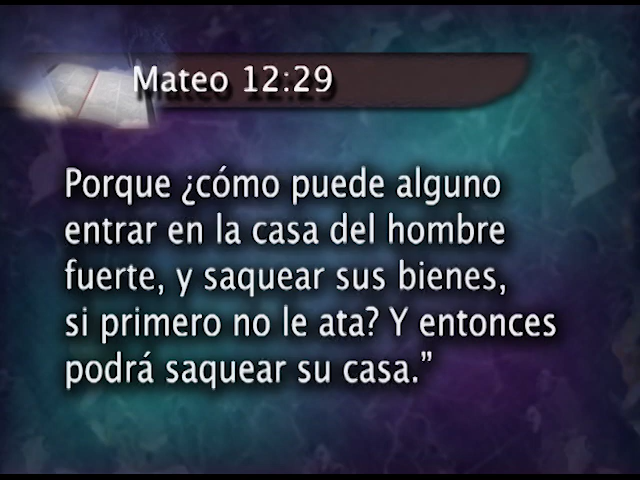 Mateo 12:29
Porque ¿cómo puede alguno
entrar en la casa del hombre
fuerte, y saquear sus bienes,
si primero no le ata? Y entonces
podrá saquear su casa.”